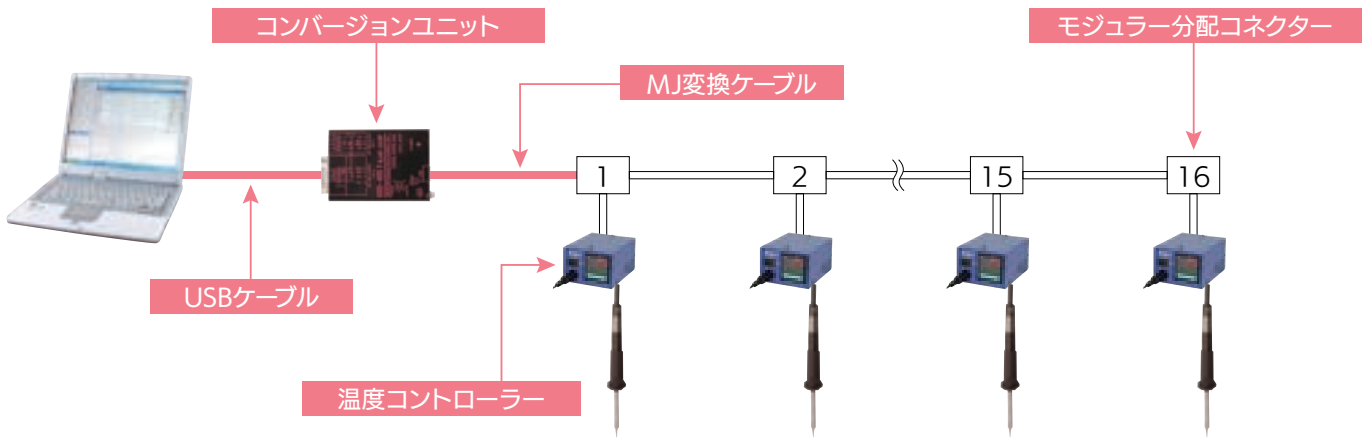 コンバージョンユニット
モジュラー分配コネクター
MJ変換ケーブル
1
2
15
16
USBケーブル
温度コントローラー